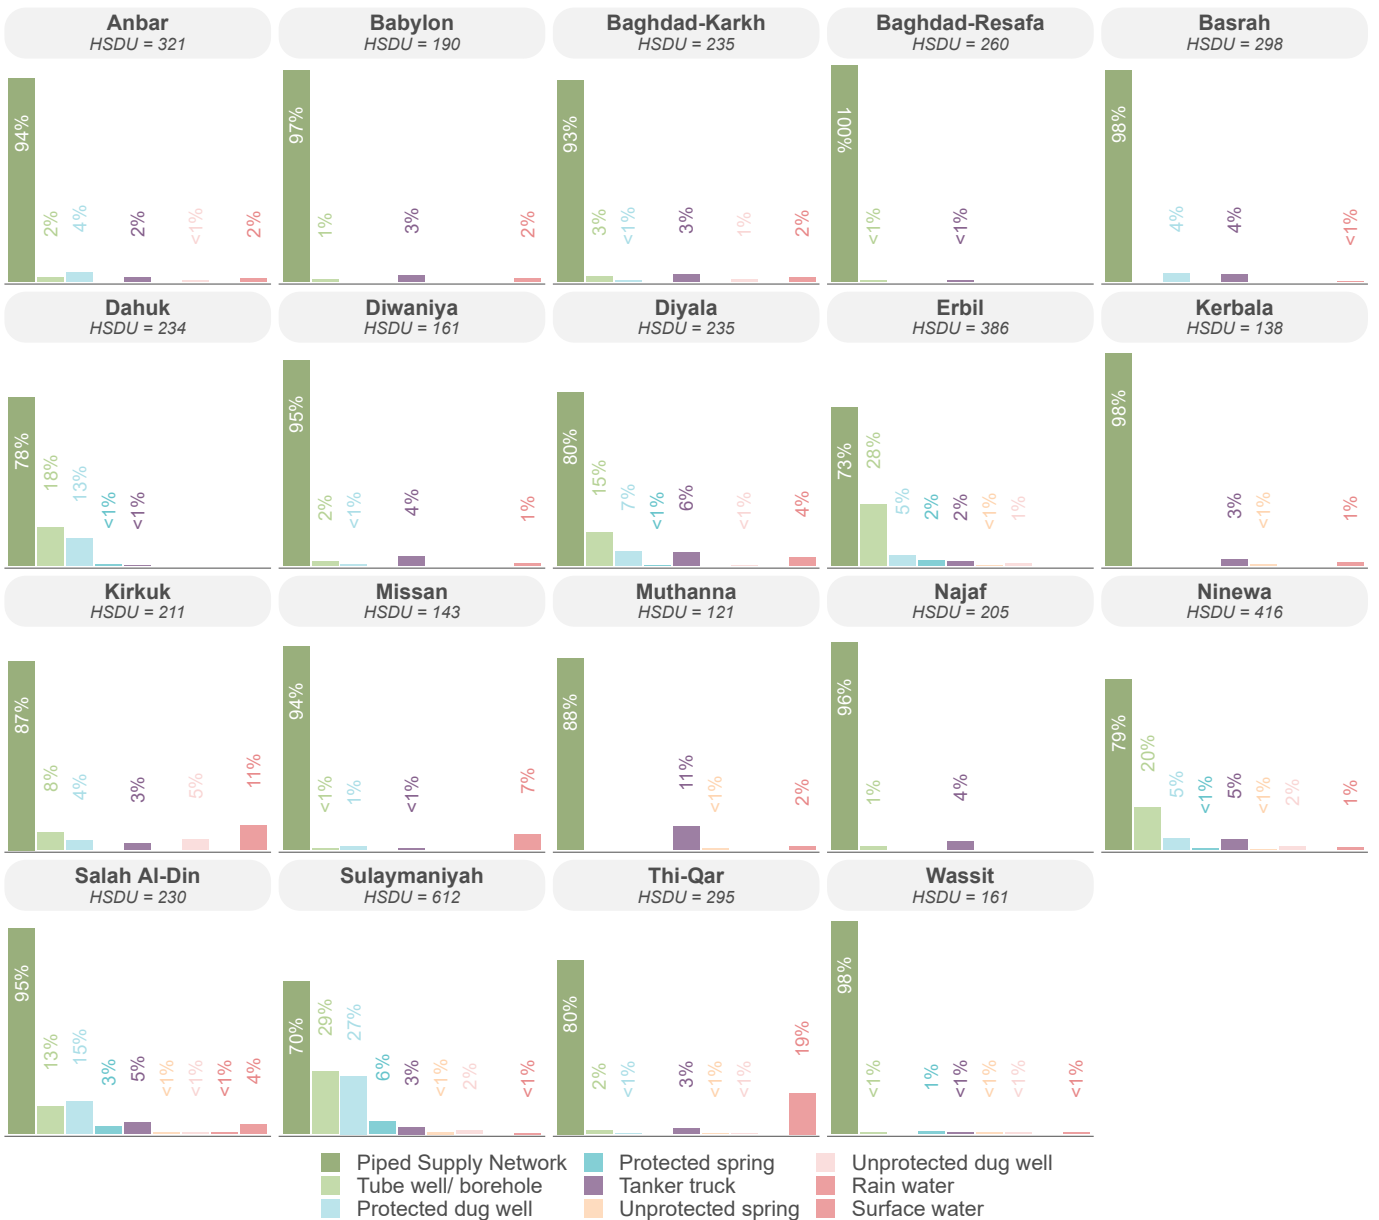 Anbar
HSDU = 321
94%
2%
4%
2%
<1%
2%
Babylon
HSDU = 190
97%
1%
3%
2%
Baghdad-Karkh
HSDU = 235
93%
3%
<1%
3%
1%
2%
Baghdad-Resafa
HSDU = 260
100%
<1%
<1%
Basrah
HSDU = 298
98%
4%
4%
<1%
Dahuk
HSDU = 234
78%
18%
13%
<1%
<1%
Diwaniya
HSDU = 161
95%
2%
<1%
4%
1%
Diyala
HSDU = 235
80%
15%
7%
<1%
6%
<1%
4%
Erbil
HSDU = 386
73%
28%
5%
2%
2%
<1%
1%
Kerbala
HSDU = 138
98%
3%
<1%
1%
Kirkuk
HSDU = 211
87%
8%
4%
3%
5%
11%
Missan
HSDU = 143
94%
<1%
1%
<1%
7%
Muthanna
HSDU = 121
88%
11%
<1%
2%
Najaf
HSDU = 205
96%
1%
4%
Ninewa
HSDU = 416
79%
20%
5%
<1%
5%
<1%
2%
1%
Salah Al-Din
HSDU = 230
95%
13%
15%
3%
5%
<1%
<1%
<1%
4%
Sulaymaniyah
HSDU = 612
70%
29%
27%
6%
3%
<1%
2%
<1%
Thi-Qar
HSDU = 295
80%
2%
<1%
3%
<1%
<1%
19%
Wassit
HSDU = 161
98%
<1%
1%
<1%
<1%
<1%
<1%
Piped Supply Network
Tube well/ borehole
Protected dug well
Protected spring
Tanker truck
Unprotected spring
Unprotected dug well
Rain water
Surface water